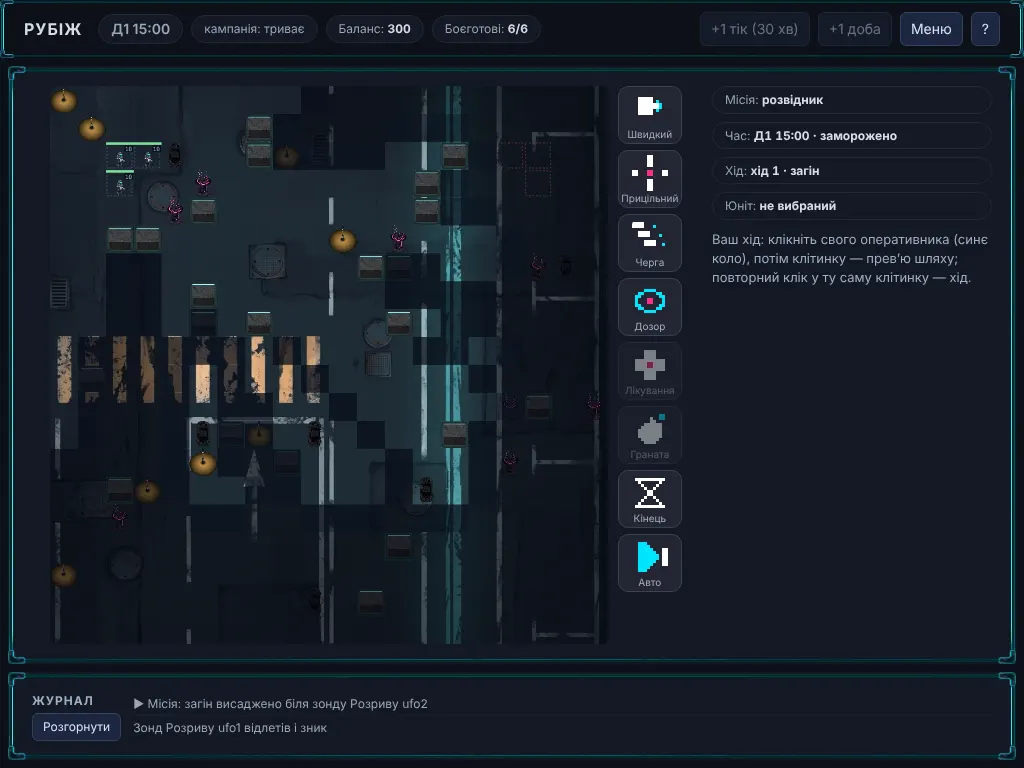 РУБІЖ
Д1 15:00
кампанія: триває
Баланс: 300
Боєготові: 6/6
+1 тік (30 хв)
+1 доба
Меню
?
10
10
10
Швидкий
Прицільний
Черга
Дозор
Лікування
Граната
Кінець
Авто
Місія: розвідник
Час: Д1 15:00 · заморожено
Хід: хід 1 · загін
Юніт: не вибраний
Ваш хід: клікніть свого оперативника (синє
коло), потім клітинку — прев’ю шляху;
повторний клік у ту саму клітинку — хід.
ЖУРНАЛ
Розгорнути
▶ Місія: загін висаджено біля зонду Розриву ufo2
Зонд Розриву ufo1 відлетів і зник